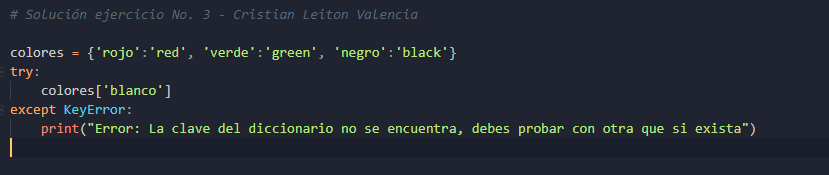 # Solución ejercicio No. 3 - Cristian Leiton Valencia
colores = {'rojo':'red', 'verde':'green', 'negro':'black'}
try:
    colores['blanco']
except KeyError:
    print("Error: La clave del diccionario no se encuentra, debes probar con otra que si exista")